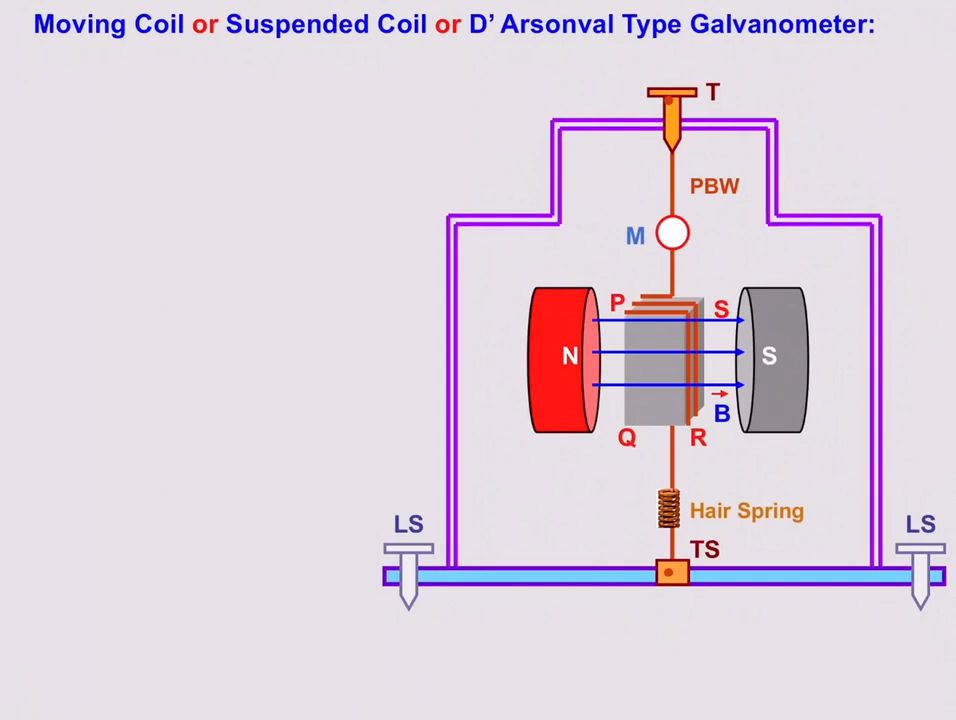 Moving Coil or Suspended Coil or D’ Arsonval Type Galvanometer:
T
PBW
M
P
S
N
S
B
Q
R
Hair Spring
LS
TS
LS